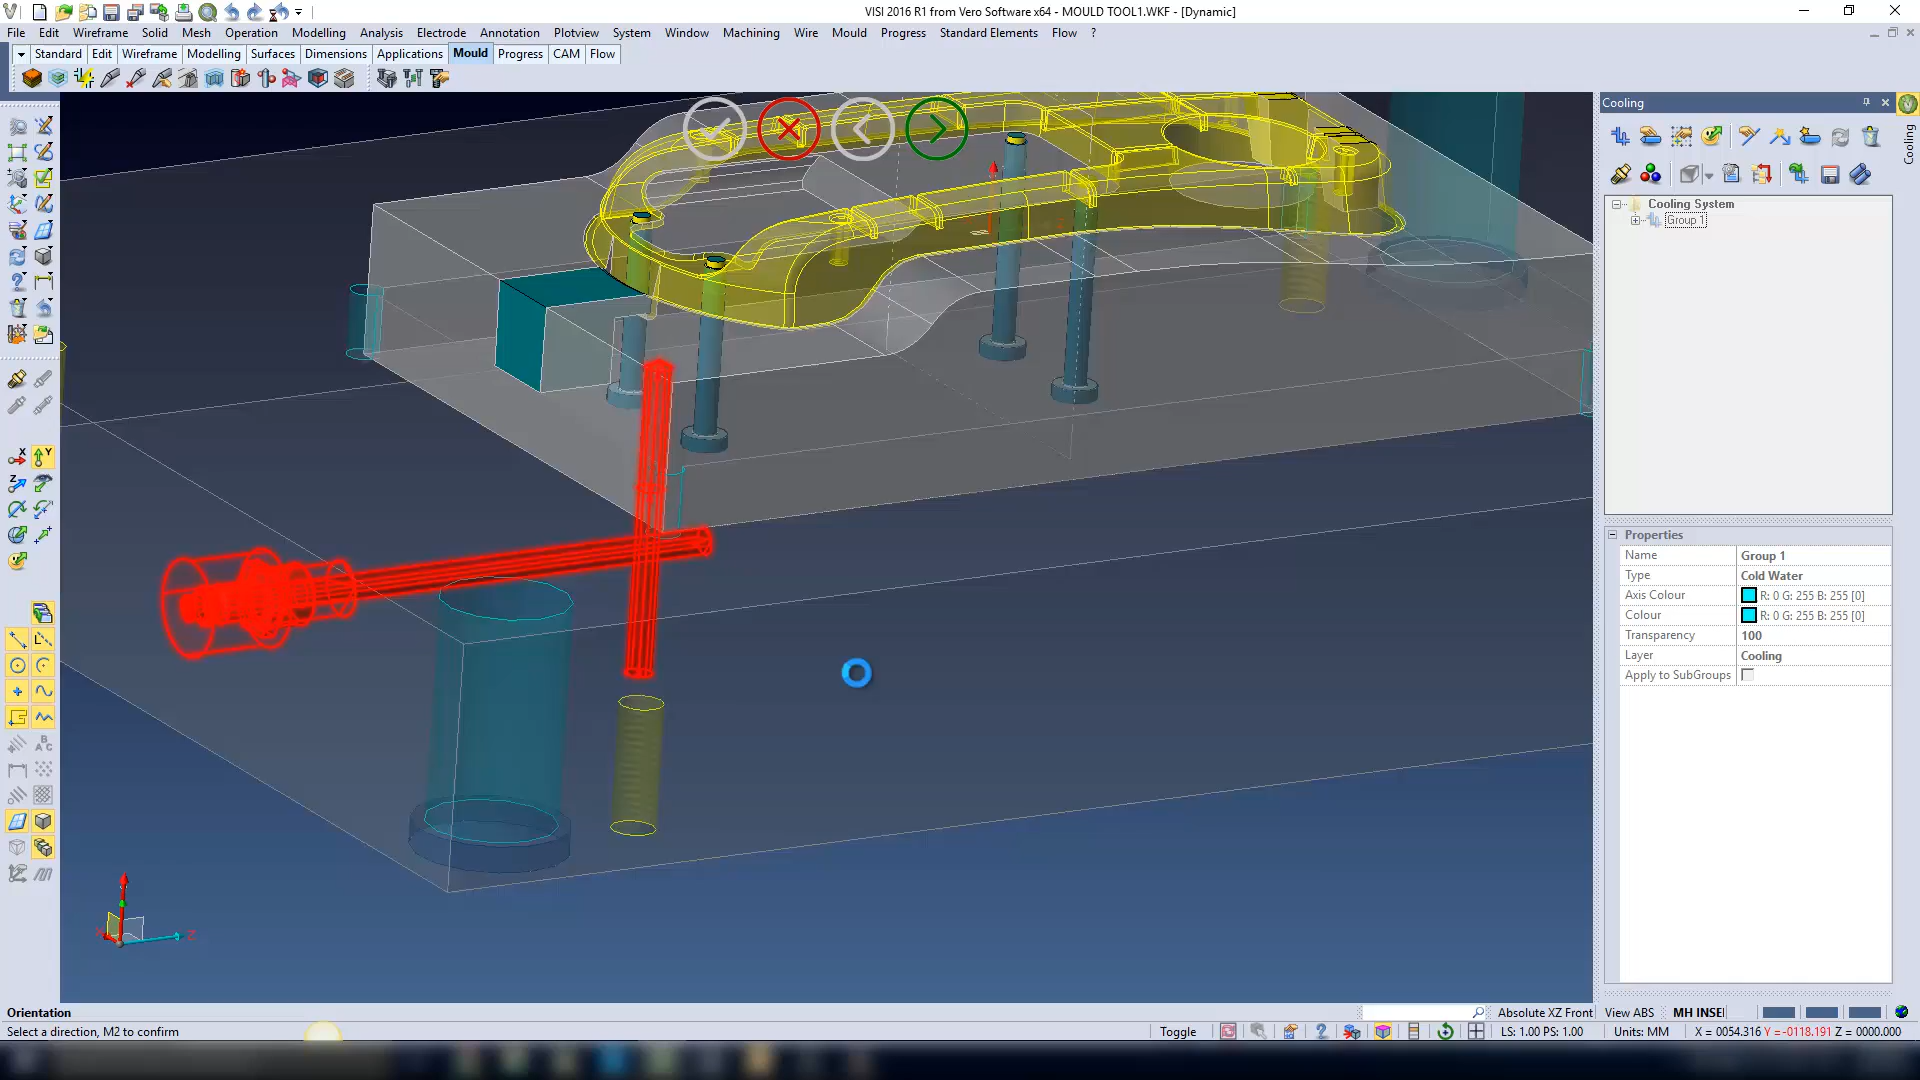 VISI 2016 R1 from Vero Software x64 - MOULD TOOL1.WKF - [Dynamic]
File Edit Wireframe Solid Mesh Operation Modelling Analysis Electrode Annotation Plotview System Window Machining Wire Mould Progress Standard Elements Flow ?
Standard Edit Wireframe Modelling Surfaces Dimensions Applications Mould Progress CAM Flow
Cooling
Cooling
Cooling System
Group 1
Properties
Name Group 1
Type Cold Water
Axis Colour R: 0 G: 255 B: 255 [0]
Colour R: 0 G: 255 B: 255 [0]
Transparency 100
Layer Cooling
Apply to SubGroups
X Y
Z
B
A C
X Z
Orientation
Absolute XZ Front View ABS MH INSEI
Select a direction, M2 to confirm
Toggle LS: 1.00 PS: 1.00 Units: MM X = 0054.316 Y =-0118.191 Z = 0000.000